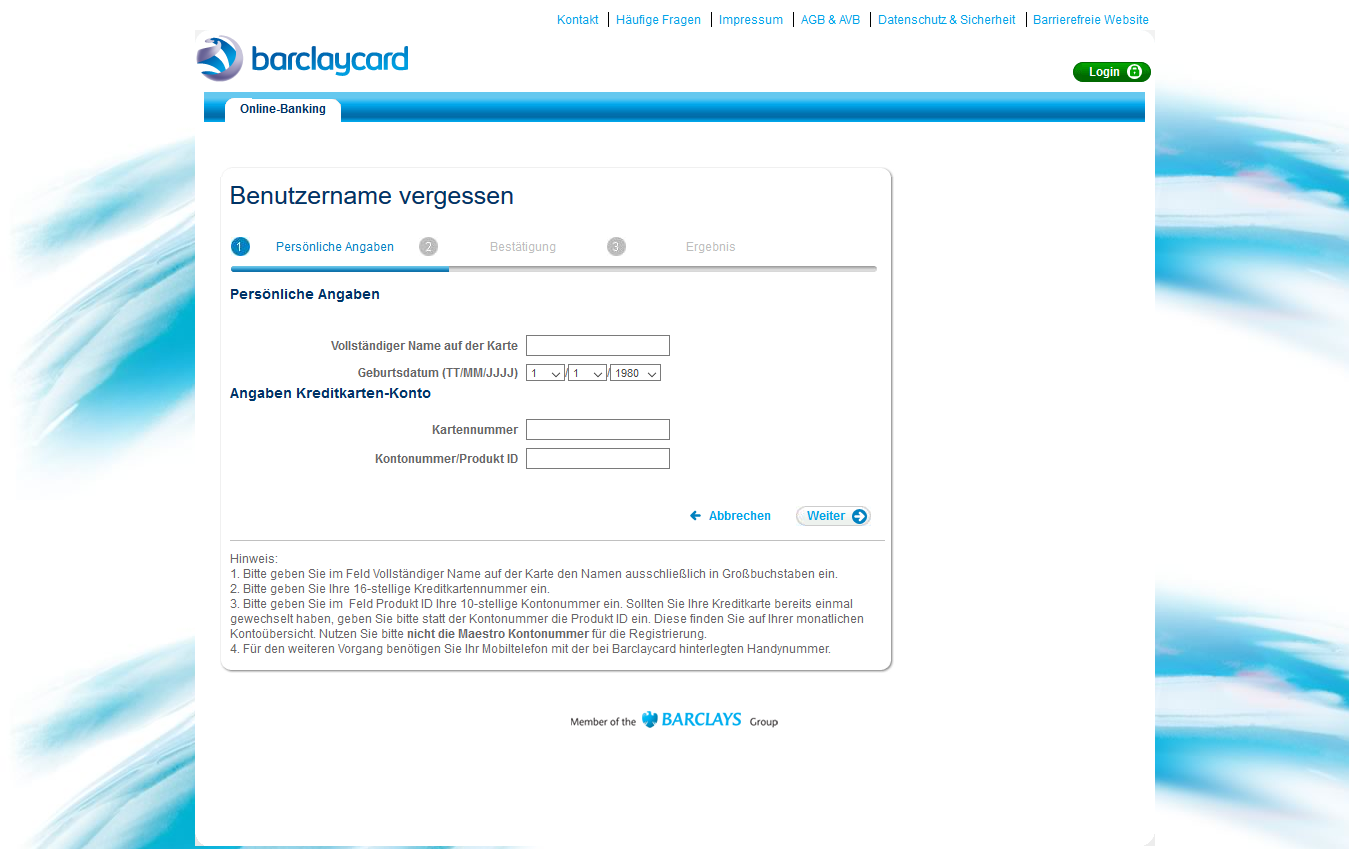 Kontakt Häufige Fragen Impressum AGB & AVB Datenschutz & Sicherheit Barrierefreie Website
barclaycard
Login
Online-Banking
Benutzername vergessen
1 Persönliche Angaben 2 Bestätigung 3 Ergebnis
Persönliche Angaben
Vollständiger Name auf der Karte
Geburtsdatum (TT/MM/JJJJ) 1 / 1 / 1980
Angaben Kreditkarten-Konto
Kartennummer
Kontonummer/Produkt ID
Abbrechen Weiter
Hinweis:
1. Bitte geben Sie im Feld Vollständiger Name auf der Karte den Namen ausschließlich in Großbuchstaben ein.
2. Bitte geben Sie Ihre 16-stellige Kreditkartennummer ein.
3. Bitte geben Sie im Feld Produkt ID Ihre 10-stellige Kontonummer ein. Sollten Sie Ihre Kreditkarte bereits einmal
gewechselt haben, geben Sie bitte statt der Kontonummer die Produkt ID ein. Diese finden Sie auf Ihrer monatlichen
Kontoübersicht. Nutzen Sie bitte nicht die Maestro Kontonummer für die Registrierung.
4. Für den weiteren Vorgang benötigen Sie Ihr Mobiltelefon mit der bei Barclaycard hinterlegten Handynummer.
Member of the BARCLAYS Group